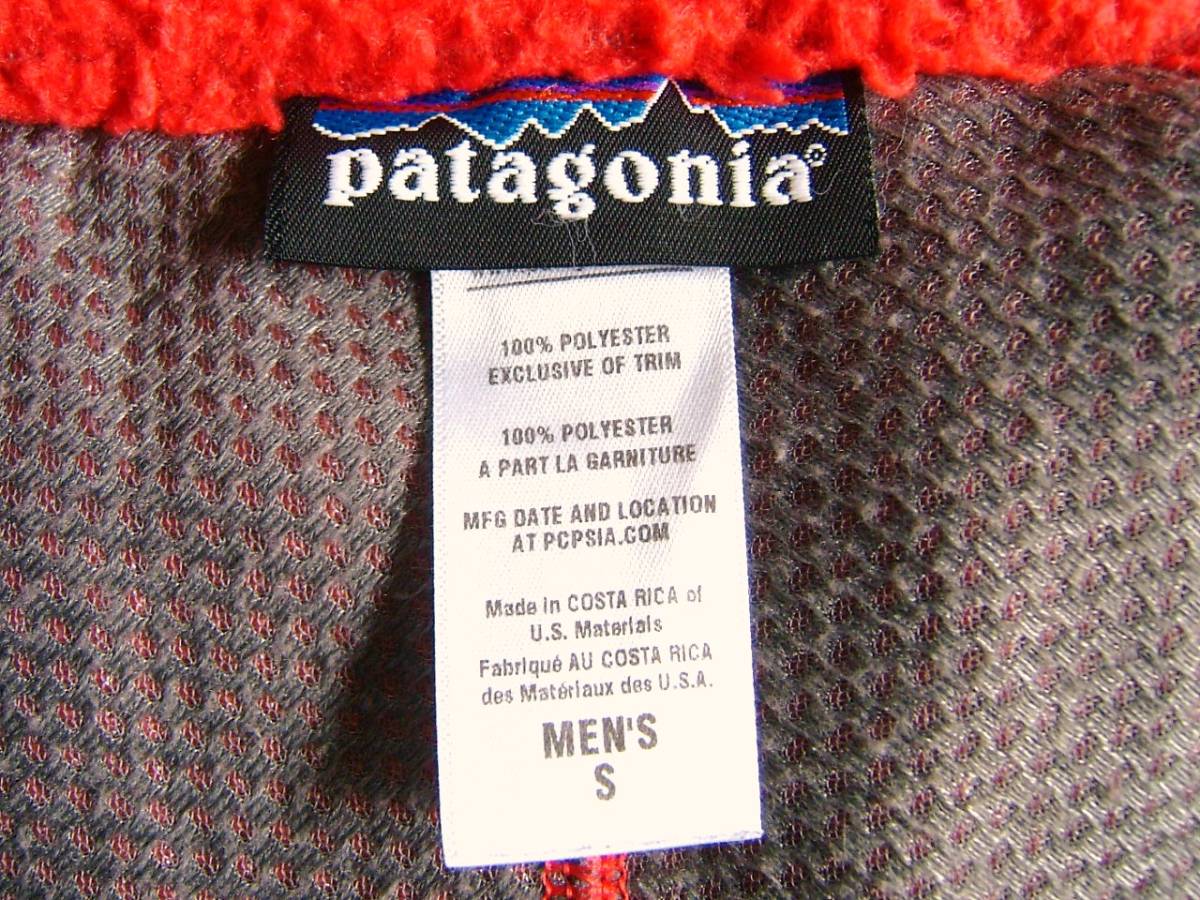 patagonia®
100% POLYESTER
EXCLUSIVE OF TRIM
100% POLYESTER
A PART LA GARNITURE
MFG DATE AND LOCATION
AT PCPSIA.COM
Made in COSTA RICA of
U.S. Materials
Fabriqué AU COSTA RICA
des Matériaux des U.S.A.
MEN'S
S